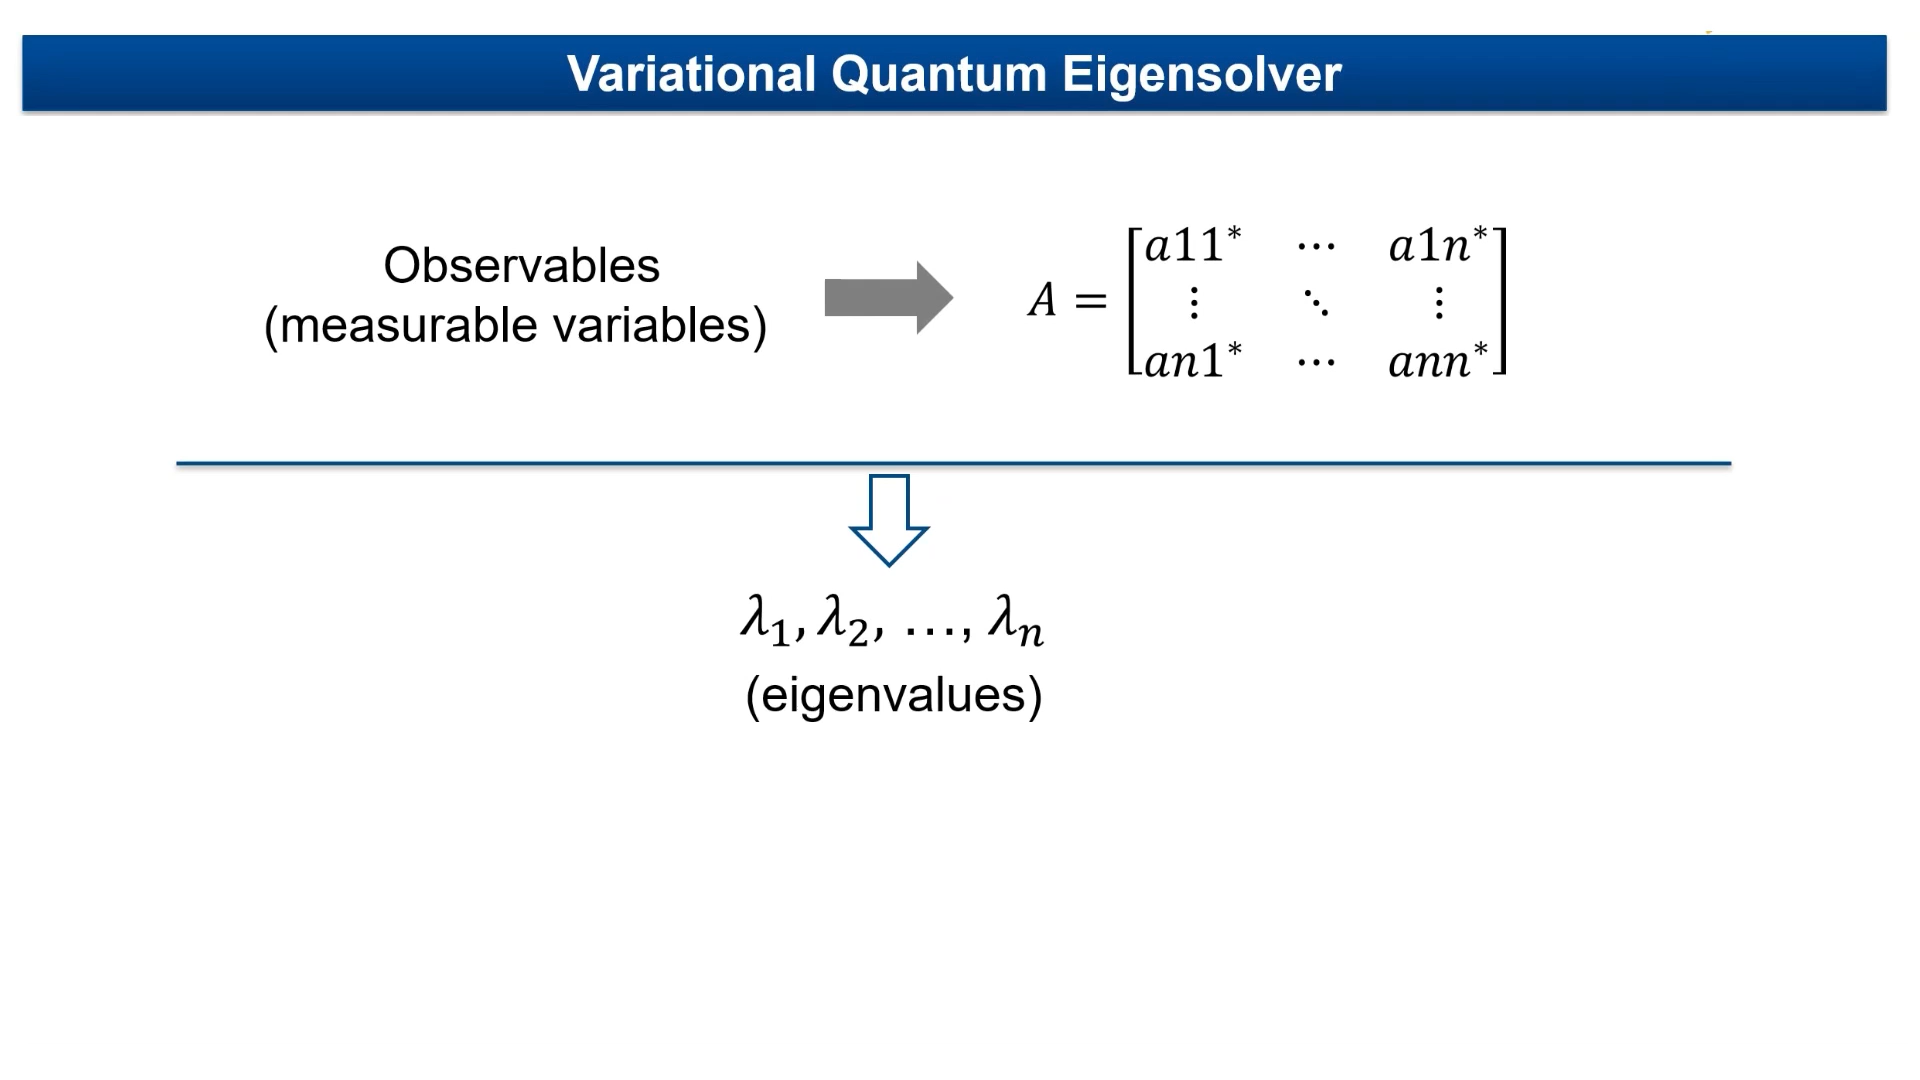 Variational Quantum Eigensolver
Observables
(measurable variables)
A = [a11* ⋯ a1n*
⋮ ⋱ ⋮
an1* ⋯ ann*]
λ₁, λ₂, …, λₙ
(eigenvalues)